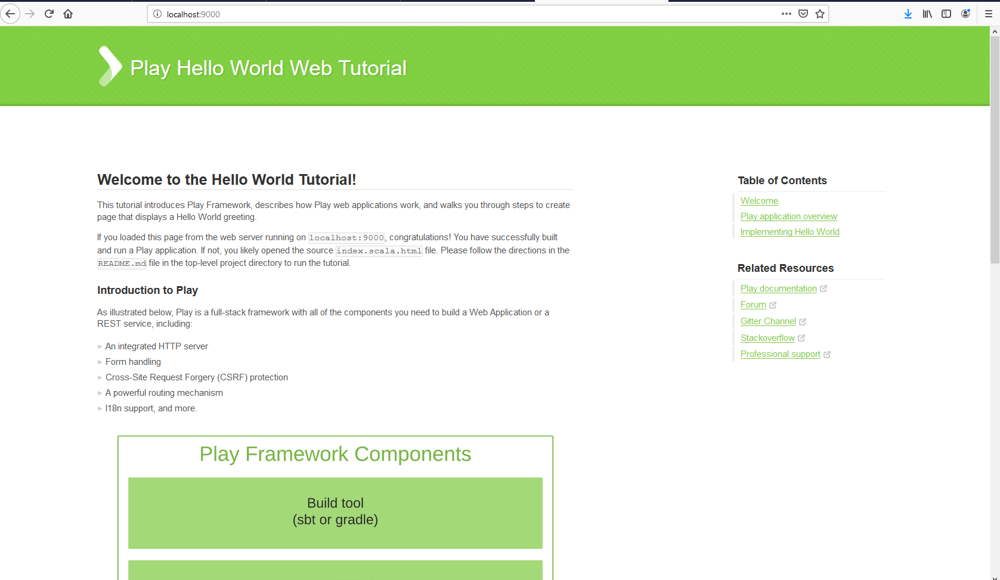 localhost:9000
Play Hello World Web Tutorial
Welcome to the Hello World Tutorial!
This tutorial introduces Play Framework, describes how Play web applications work, and walks you through steps to create
page that displays a Hello World greeting.
If you loaded this page from the web server running on localhost:9000, congratulations! You have successfully built
and run a Play application. If not, you likely opened the source index.scala.html file. Please follow the directions in the
README.md file in the top-level project directory to run the tutorial.
Introduction to Play
As illustrated below, Play is a full-stack framework with all of the components you need to build a Web Application or a
REST service, including:
An integrated HTTP server
Form handling
Cross-Site Request Forgery (CSRF) protection
A powerful routing mechanism
I18n support, and more.
Play Framework Components
Build tool
(sbt or gradle)
Table of Contents
Welcome
Play application overview
Implementing Hello World
Related Resources
Play documentation
Forum
Gitter Channel
Stackoverflow
Professional support